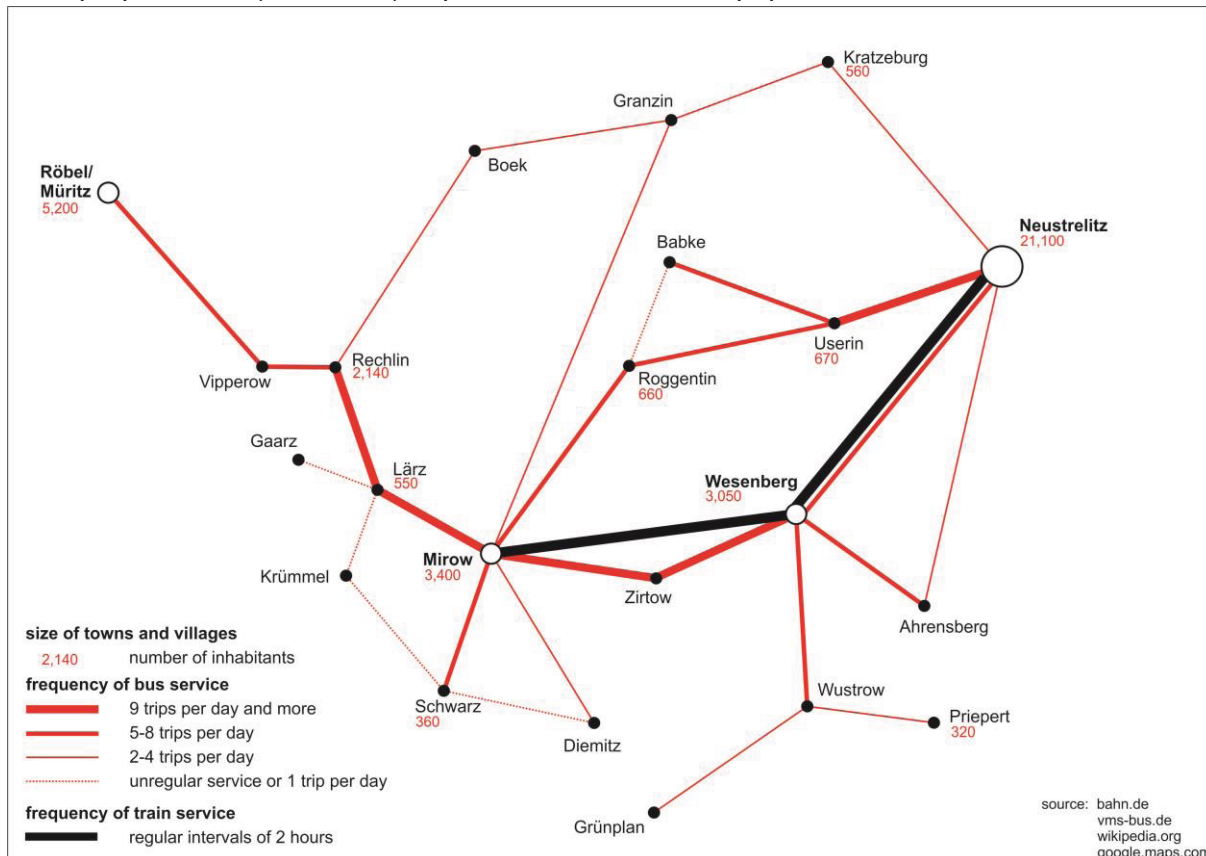 Kratzeburg
560
Granzin
Boek
Röbel/
Müritz
5,200
Neustrelitz
21,100
Babke
Userin
670
Rechlin
2,140
Vipperow
Roggentin
660
Gaarz
Lärz
550
Wesenberg
3,050
Mirow
3,400
Krümmel
Zirtow
Ahrensberg
size of towns and villages
2,140 number of inhabitants
frequency of bus service
9 trips per day and more
5-8 trips per day
2-4 trips per day
unregular service or 1 trip per day
frequency of train service
regular intervals of 2 hours
Schwarz
360
Diemitz
Wustrow
Priepert
320
Grünplan
source: bahn.de
vms-bus.de
wikipedia.org
google.maps.com